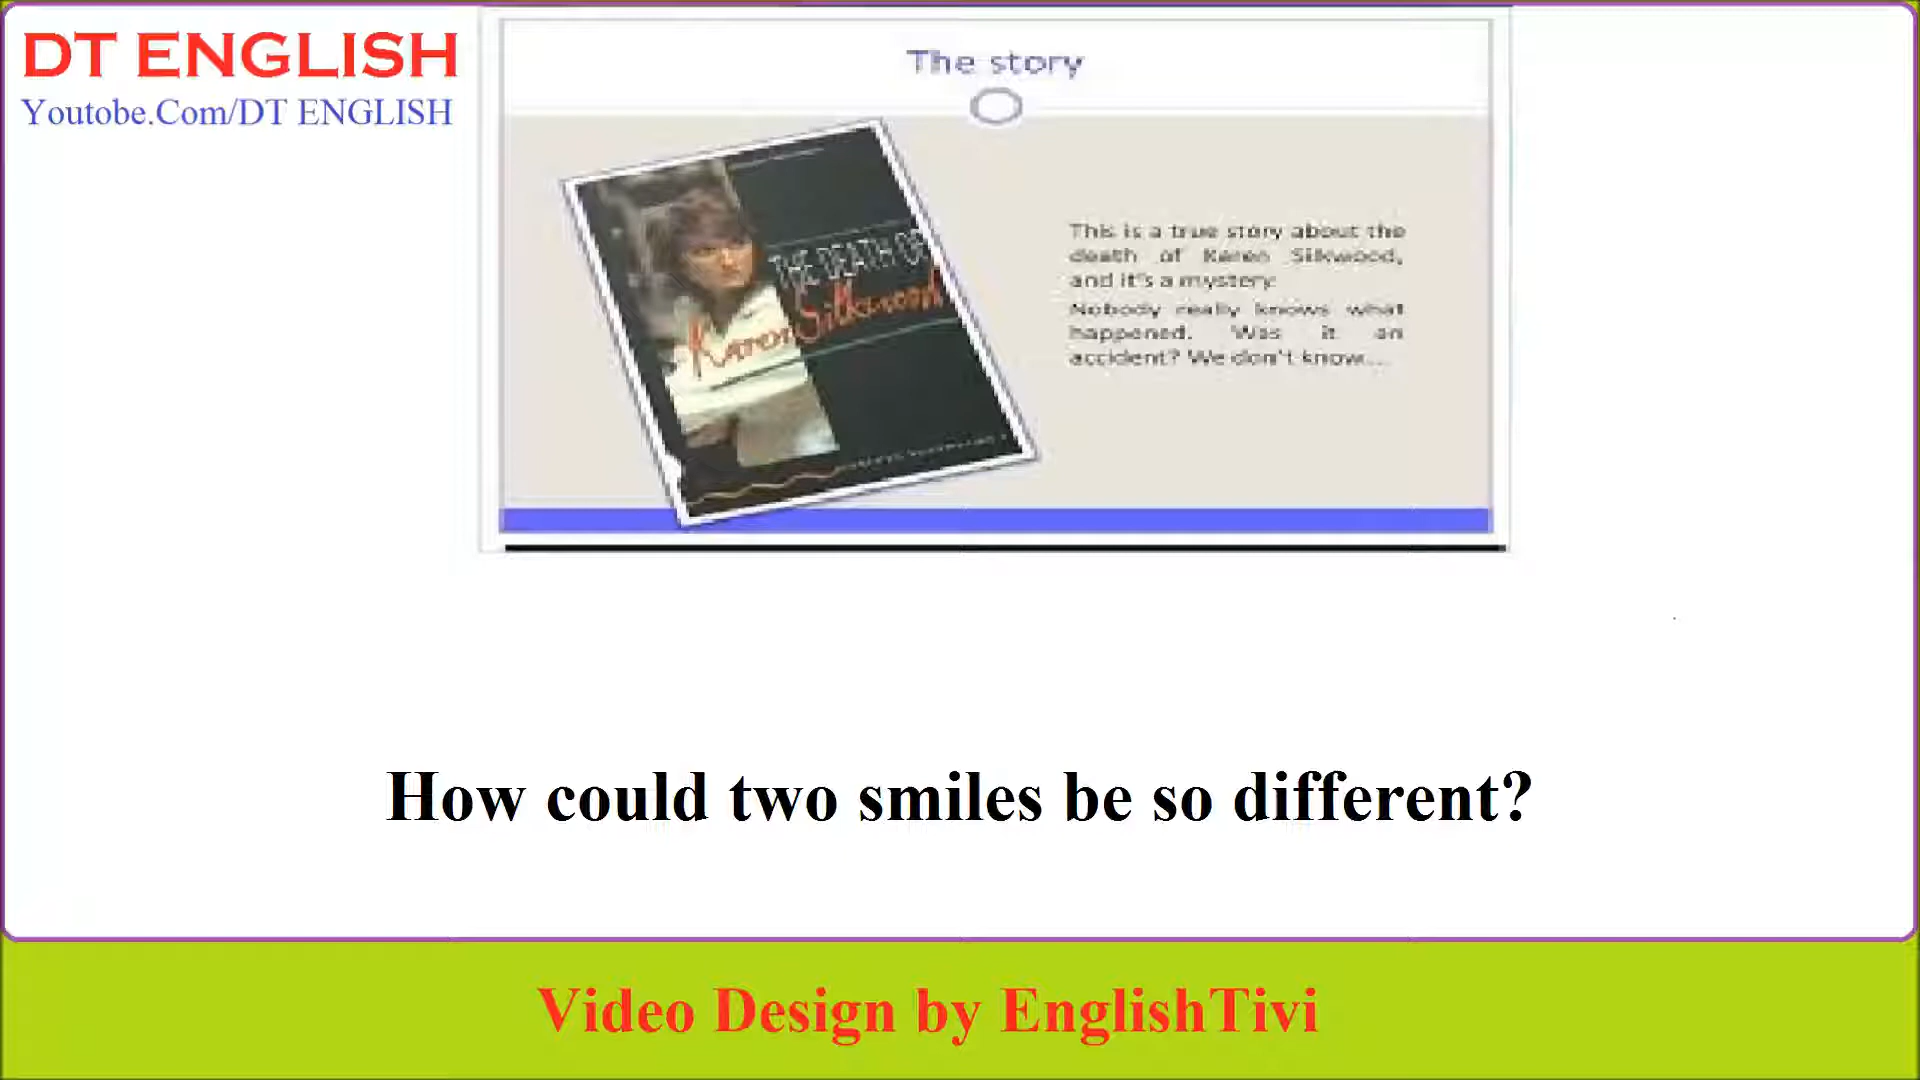 DT ENGLISH
Youtobe.Com/DT ENGLISH
The story
THE DEATH OF
Karen Silkwood
This is a true story about the
death of Karen Silkwood,
and it's a mystery
Nobody really knows what
happened. Was it an
accident? We don't know...
How could two smiles be so different?
Video Design by EnglishTivi